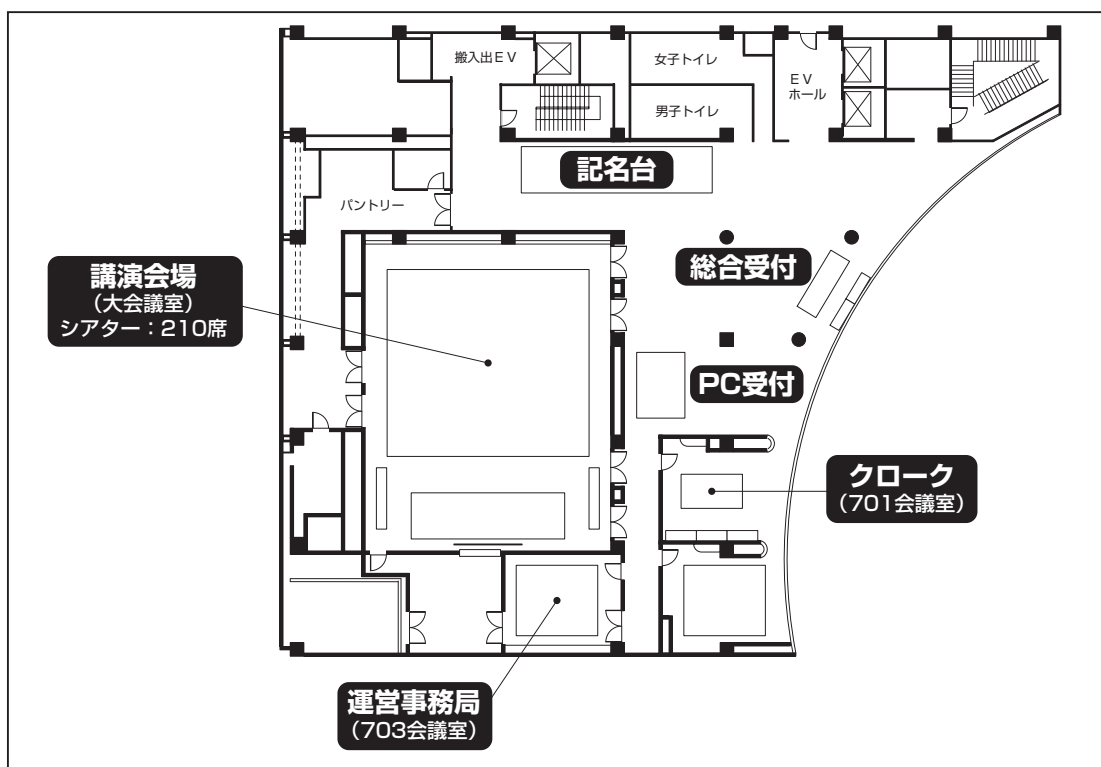 搬入出EV
女子トイレ
EV
ホール
男子トイレ
記名台
パントリー
総合受付
講演会場
(大会議室)
シアター:210席
PC受付
クローク
(701会議室)
運営事務局
(703会議室)